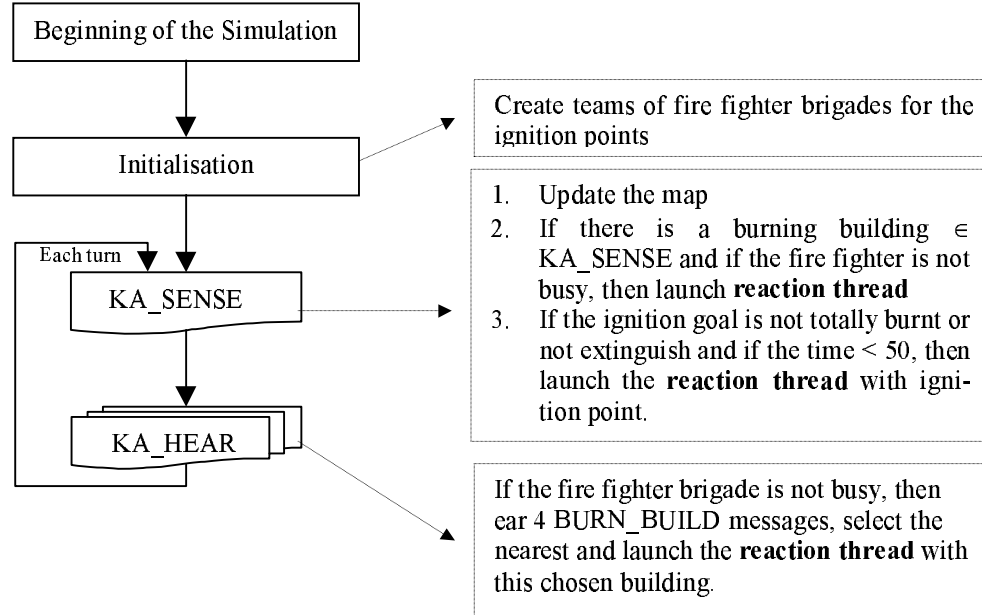 Beginning of the Simulation
Create teams of fire fighter brigades for the
ignition points
Initialisation
1. Update the map
2. If there is a burning building ∈
KA_SENSE and if the fire fighter is not
busy, then launch reaction thread
3. If the ignition goal is not totally burnt or
not extinguish and if the time < 50, then
launch the reaction thread with igni-
tion point.
Each turn
KA_SENSE
KA_HEAR
If the fire fighter brigade is not busy, then
ear 4 BURN_BUILD messages, select the
nearest and launch the reaction thread with
this chosen building.